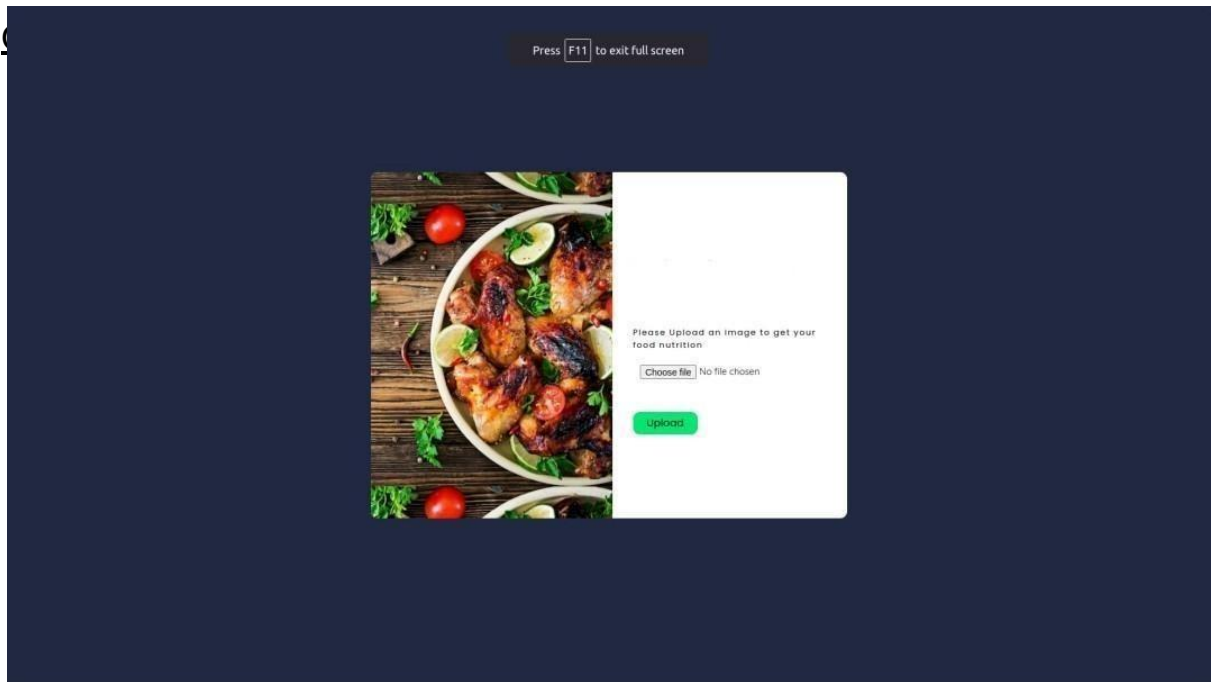 Press F11 to exit full screen
Please Upload an image to get your
food nutrition
Choose file No file chosen
Upload